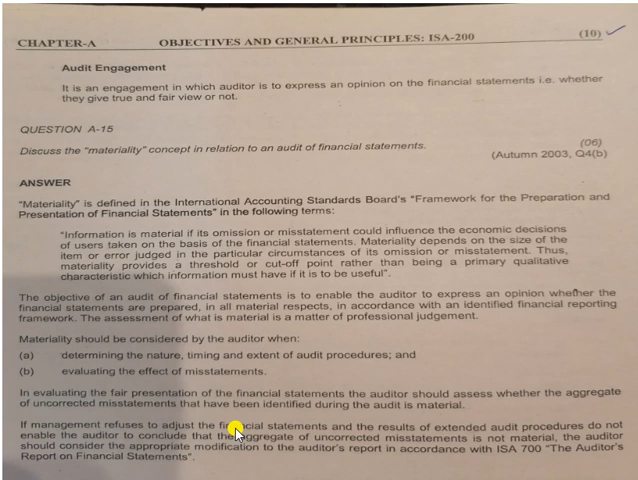 CHAPTER-A OBJECTIVES AND GENERAL PRINCIPLES: ISA-200 (10)
Audit Engagement
It is an engagement in which auditor is to express an opinion on the financial statements i.e. whether
they give true and fair view or not.
QUESTION A-15
(06)
Discuss the "materiality" concept in relation to an audit of financial statements.
(Autumn 2003, Q4(b)
ANSWER
"Materiality" is defined in the International Accounting Standards Board's "Framework for the Preparation and
Presentation of Financial Statements" in the following terms:
"Information is material if its omission or misstatement could influence the economic decisions
of users taken on the basis of the financial statements. Materiality depends on the size of the
item or error judged in the particular circumstances of its omission or misstatement. Thus,
materiality provides a threshold or cut-off point rather than being a primary qualitative
characteristic which information must have if it is to be useful".
The objective of an audit of financial statements is to enable the auditor to express an opinion whether the
financial statements are prepared, in all material respects, in accordance with an identified financial reporting
framework. The assessment of what is material is a matter of professional judgement.
Materiality should be considered by the auditor when:
(a) determining the nature, timing and extent of audit procedures; and
(b) evaluating the effect of misstatements.
In evaluating the fair presentation of the financial statements the auditor should assess whether the aggregate
of uncorrected misstatements that have been identified during the audit is material.
If management refuses to adjust the financial statements and the results of extended audit procedures do not
enable the auditor to conclude that the aggregate of uncorrected misstatements is not material, the auditor
should consider the appropriate modification to the auditor's report in accordance with ISA 700 "The Auditor's
Report on Financial Statements".